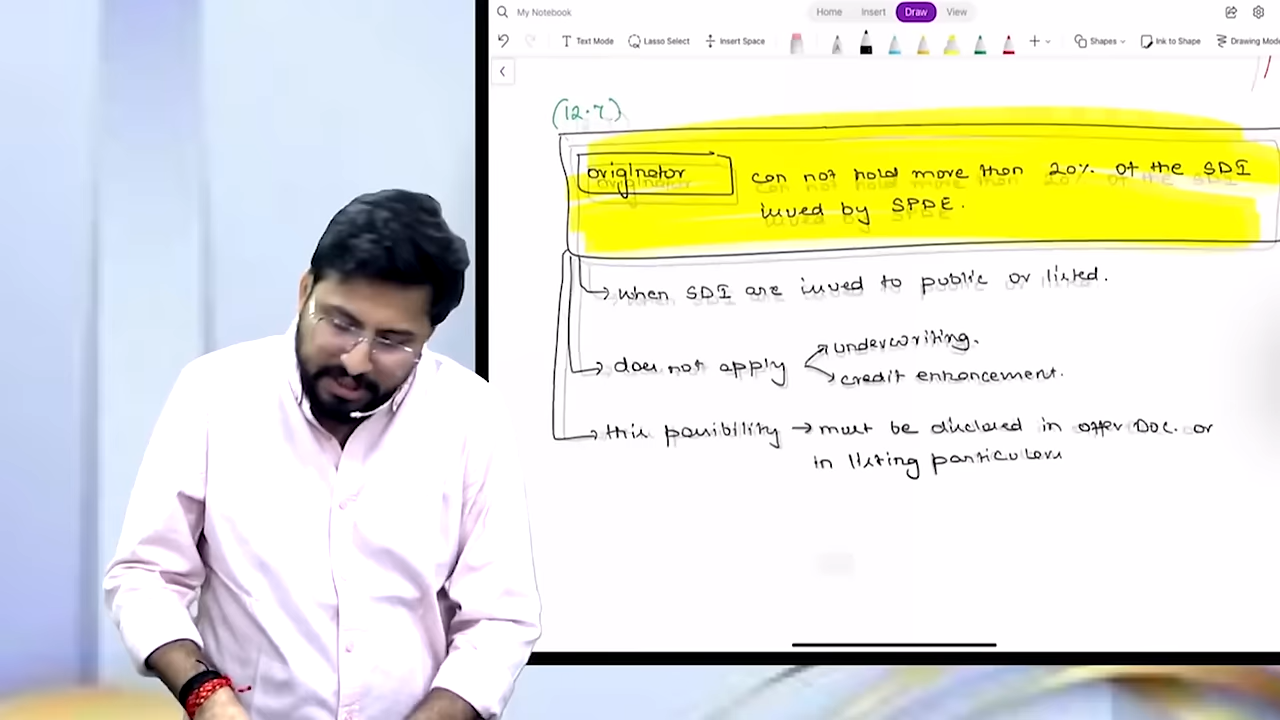 My Notebook
Home Insert Draw View
Text Mode Lasso Select Insert Space Shapes Ink to Shape Drawing Mod
(12.7)
originator can not hold more than 20% of the SDI
issued by SPDE.
when SDI are issued to public or listed.
does not apply underwriting.
credit enhancement.
this possibility → must be disclosed in offer Doc. or
in listing particulars